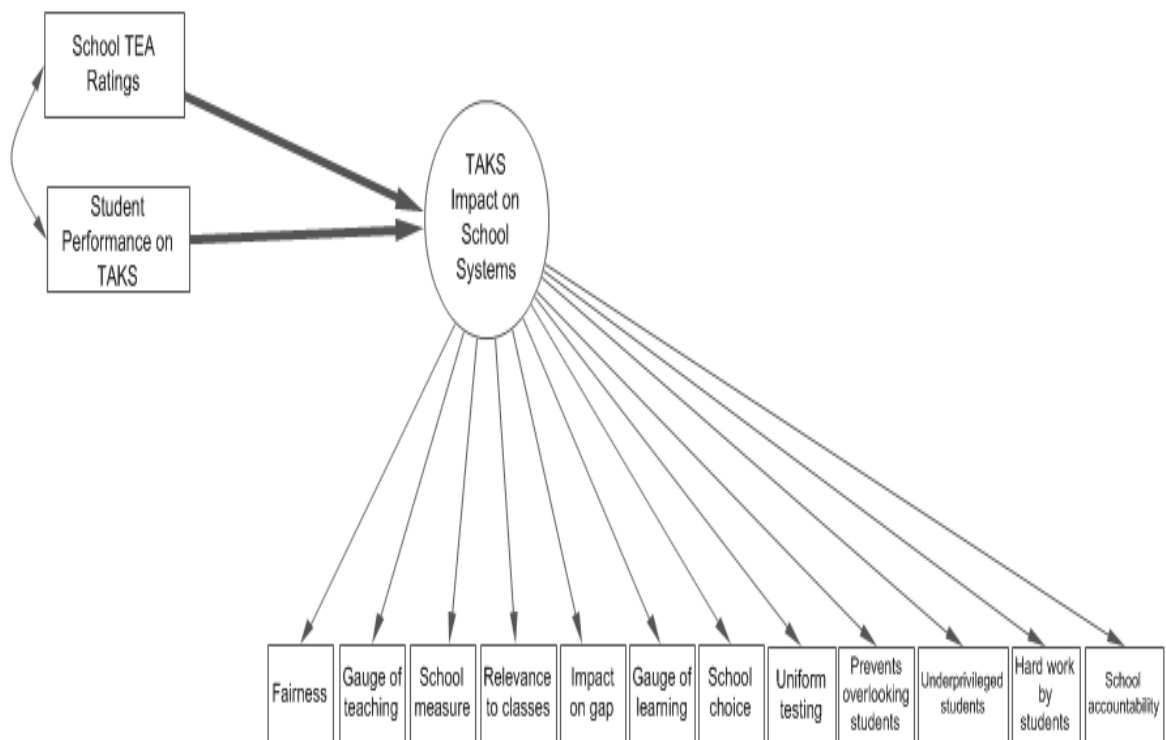 School TEA
Ratings
Student
Performance on
TAKS
TAKS
Impact on
School
Systems
Fairness
Gauge of
teaching
School
measure
Relevance
to classes
Impact
on gap
Gauge of
learning
School
choice
Uniform
testing
Prevents
overlooking
students
Underprivileged
students
Hard work
by
students
School
accountability